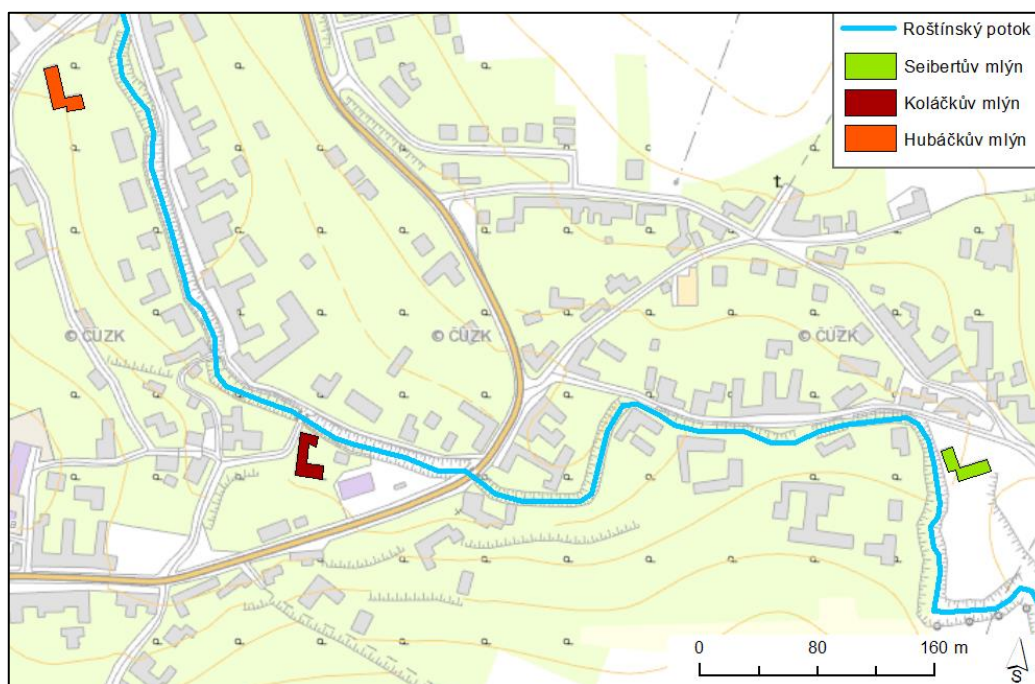 Roštínský potok
Seibertův mlýn
Koláčkův mlýn
Hubáčkův mlýn
© ČÚZK © ČÚZK © ČÚZK
0 80 160 m
S